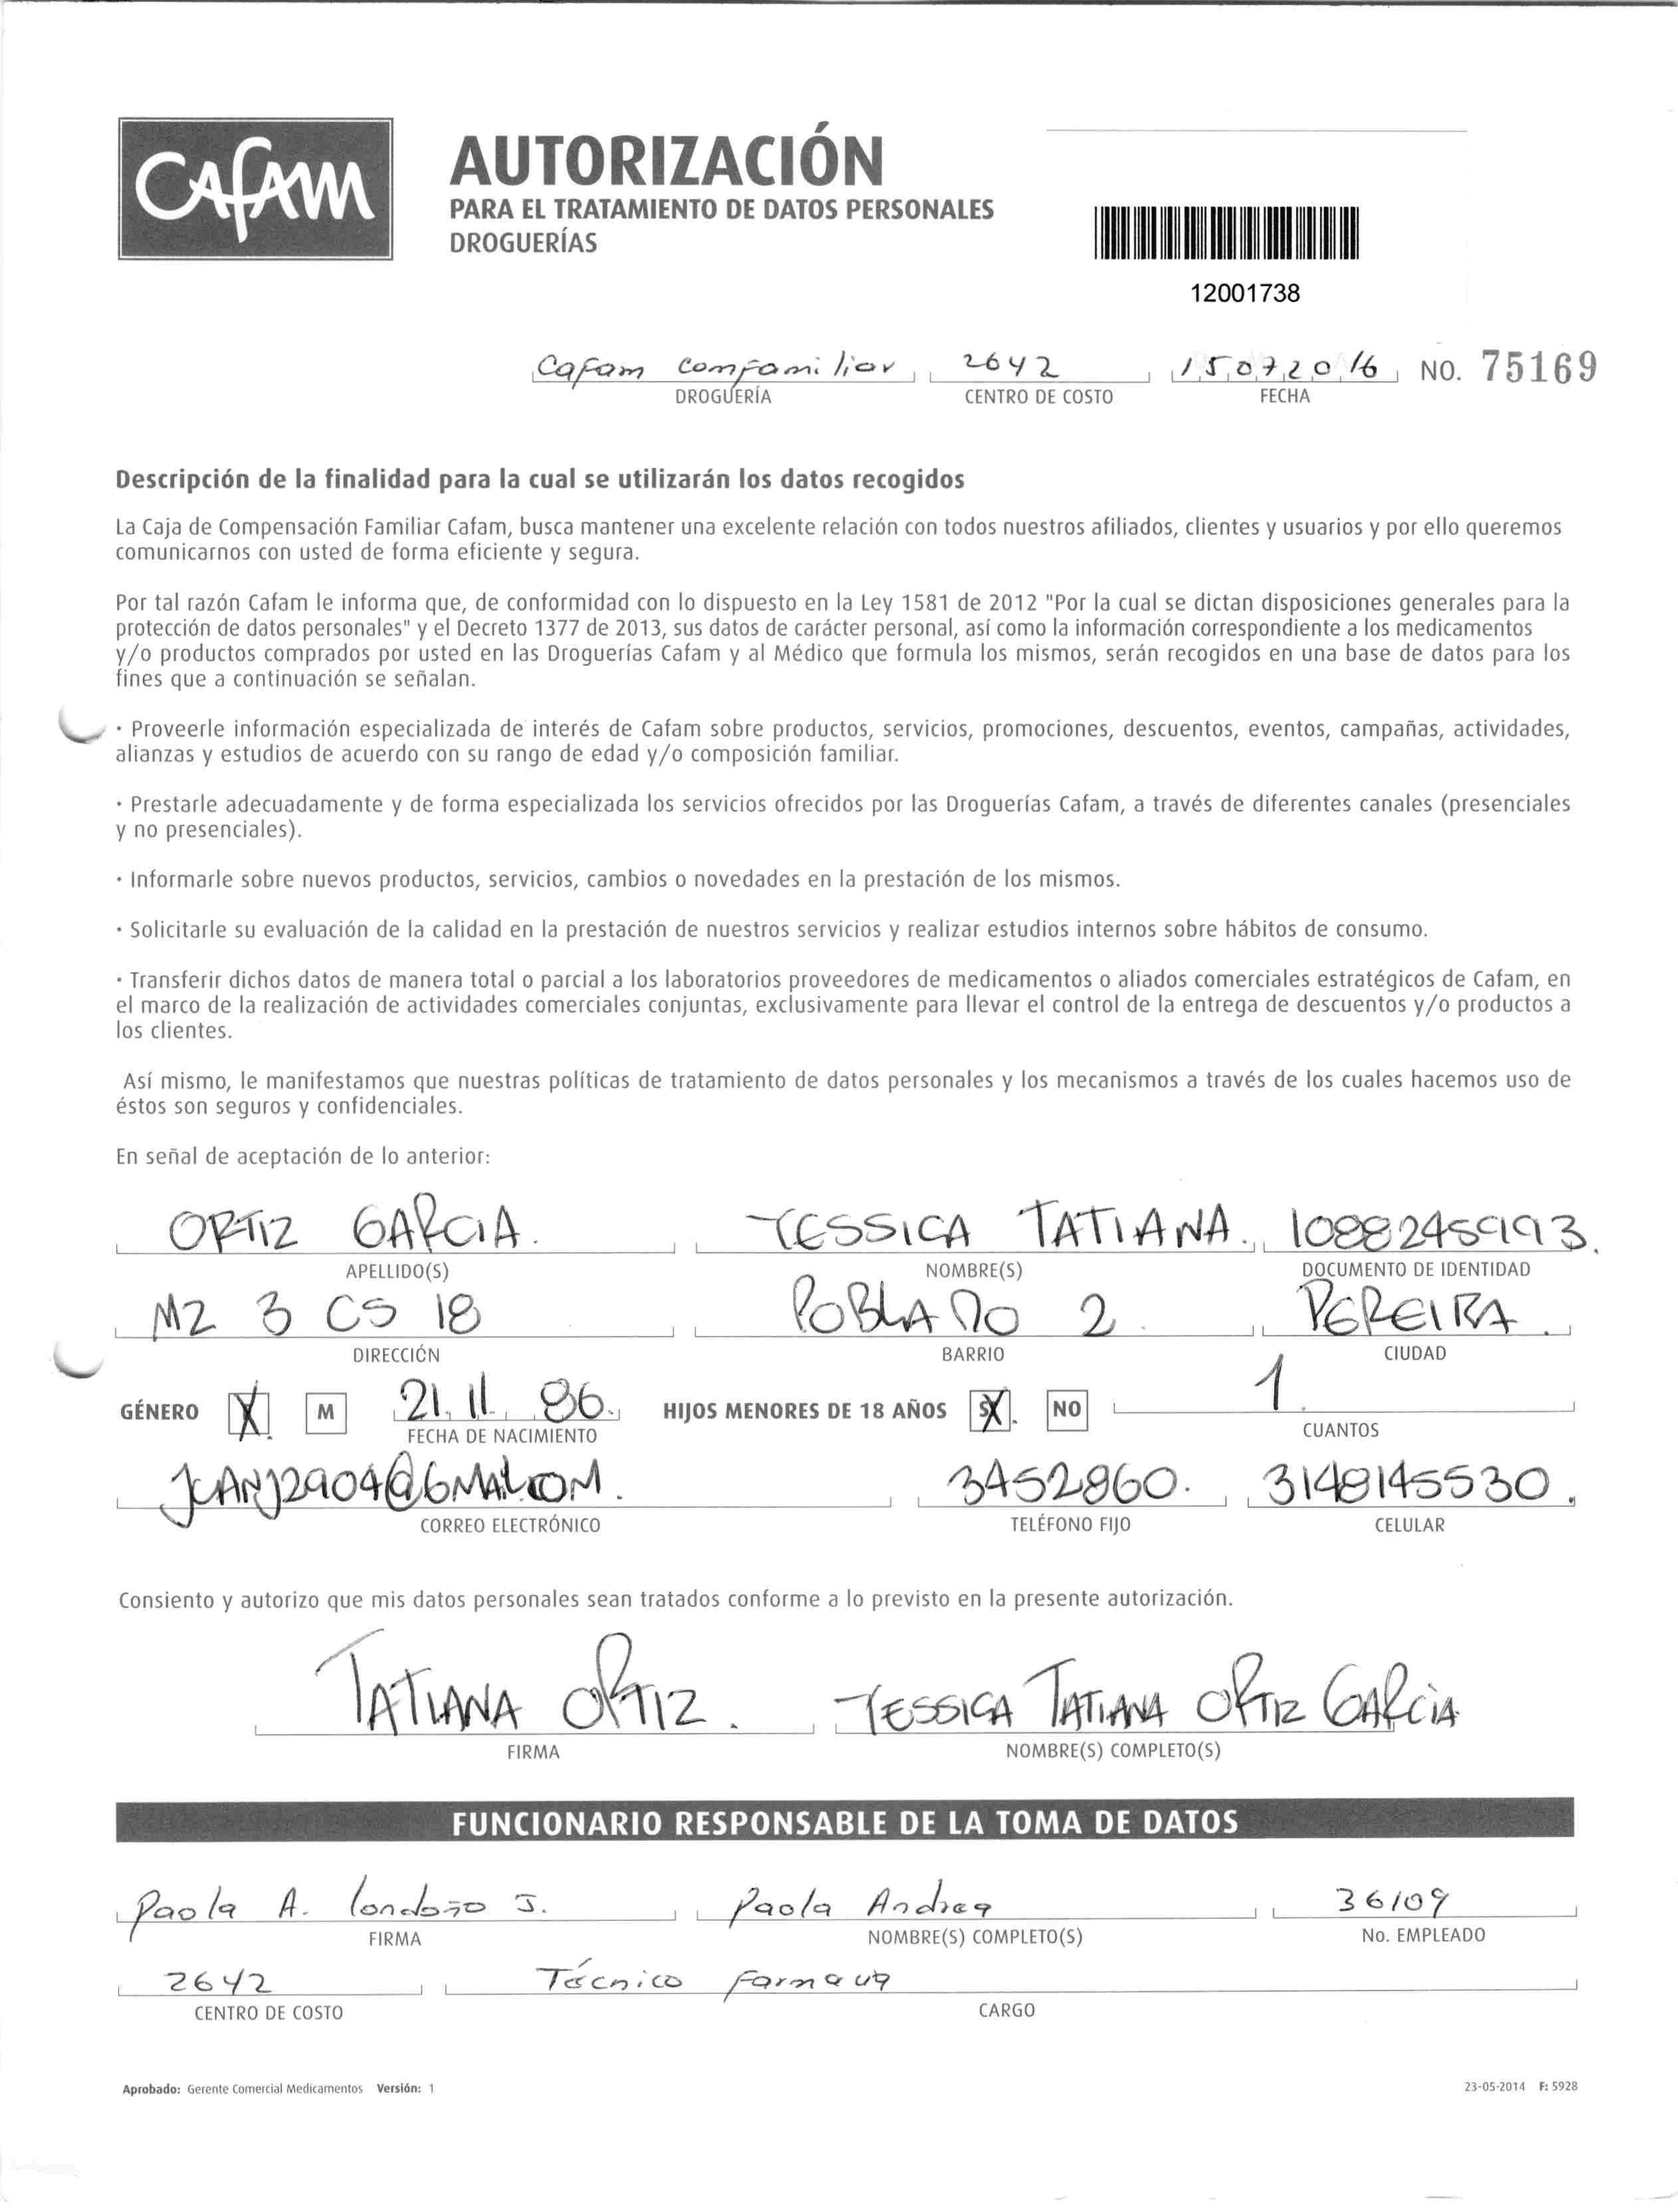 CAFAM
AUTORIZACIÓN
PARA EL TRATAMIENTO DE DATOS PERSONALES
DROGUERÍAS
12001738
Cafam Comfamiliar 2642 15072016 NO. 75169
DROGUERÍA CENTRO DE COSTO FECHA
Descripción de la finalidad para la cual se utilizarán los datos recogidos
La Caja de Compensación Familiar Cafam, busca mantener una excelente relación con todos nuestros afiliados, clientes y usuarios y por ello queremos
comunicarnos con usted de forma eficiente y segura.
Por tal razón Cafam le informa que, de conformidad con lo dispuesto en la Ley 1581 de 2012 "Por la cual se dictan disposiciones generales para la
protección de datos personales" y el Decreto 1377 de 2013, sus datos de carácter personal, así como la información correspondiente a los medicamentos
y/o productos comprados por usted en las Droguerías Cafam y al Médico que formula los mismos, serán recogidos en una base de datos para los
fines que a continuación se señalan.
· Proveerle información especializada de interés de Cafam sobre productos, servicios, promociones, descuentos, eventos, campañas, actividades,
alianzas y estudios de acuerdo con su rango de edad y/o composición familiar.
· Prestarle adecuadamente y de forma especializada los servicios ofrecidos por las Droguerías Cafam, a través de diferentes canales (presenciales
y no presenciales).
· Informarle sobre nuevos productos, servicios, cambios o novedades en la prestación de los mismos.
· Solicitarle su evaluación de la calidad en la prestación de nuestros servicios y realizar estudios internos sobre hábitos de consumo.
· Transferir dichos datos de manera total o parcial a los laboratorios proveedores de medicamentos o aliados comerciales estratégicos de Cafam, en
el marco de la realización de actividades comerciales conjuntas, exclusivamente para llevar el control de la entrega de descuentos y/o productos a
los clientes.
Así mismo, le manifestamos que nuestras políticas de tratamiento de datos personales y los mecanismos a través de los cuales hacemos uso de
éstos son seguros y confidenciales.
En señal de aceptación de lo anterior:
ORTIZ GARCIA. YESSICA TATIANA. 1088245993.
APELLIDO(S) NOMBRE(S) DOCUMENTO DE IDENTIDAD
MZ 3 CS 18 POBLADO 2. PEREIRA.
DIRECCIÓN BARRIO CIUDAD
GÉNERO X M 21.11.86. HIJOS MENORES DE 18 AÑOS SI X NO 1.
FECHA DE NACIMIENTO CUANTOS
JUANJ2904@GMAIL.COM. 3452860. 3148145530.
CORREO ELECTRÓNICO TELÉFONO FIJO CELULAR
Consiento y autorizo que mis datos personales sean tratados conforme a lo previsto en la presente autorización.
TATIANA ORTIZ. YESSICA TATIANA ORTIZ GARCIA
FIRMA NOMBRE(S) COMPLETO(S)
FUNCIONARIO RESPONSABLE DE LA TOMA DE DATOS
Paola A. Londoño J. Paola Andrea 36109
FIRMA NOMBRE(S) COMPLETO(S) No. EMPLEADO
2642 Técnico
CENTRO DE COSTO CARGO
Aprobado: Gerente Comercial Medicamentos Versión: 1 23-05-2014 F: 5928